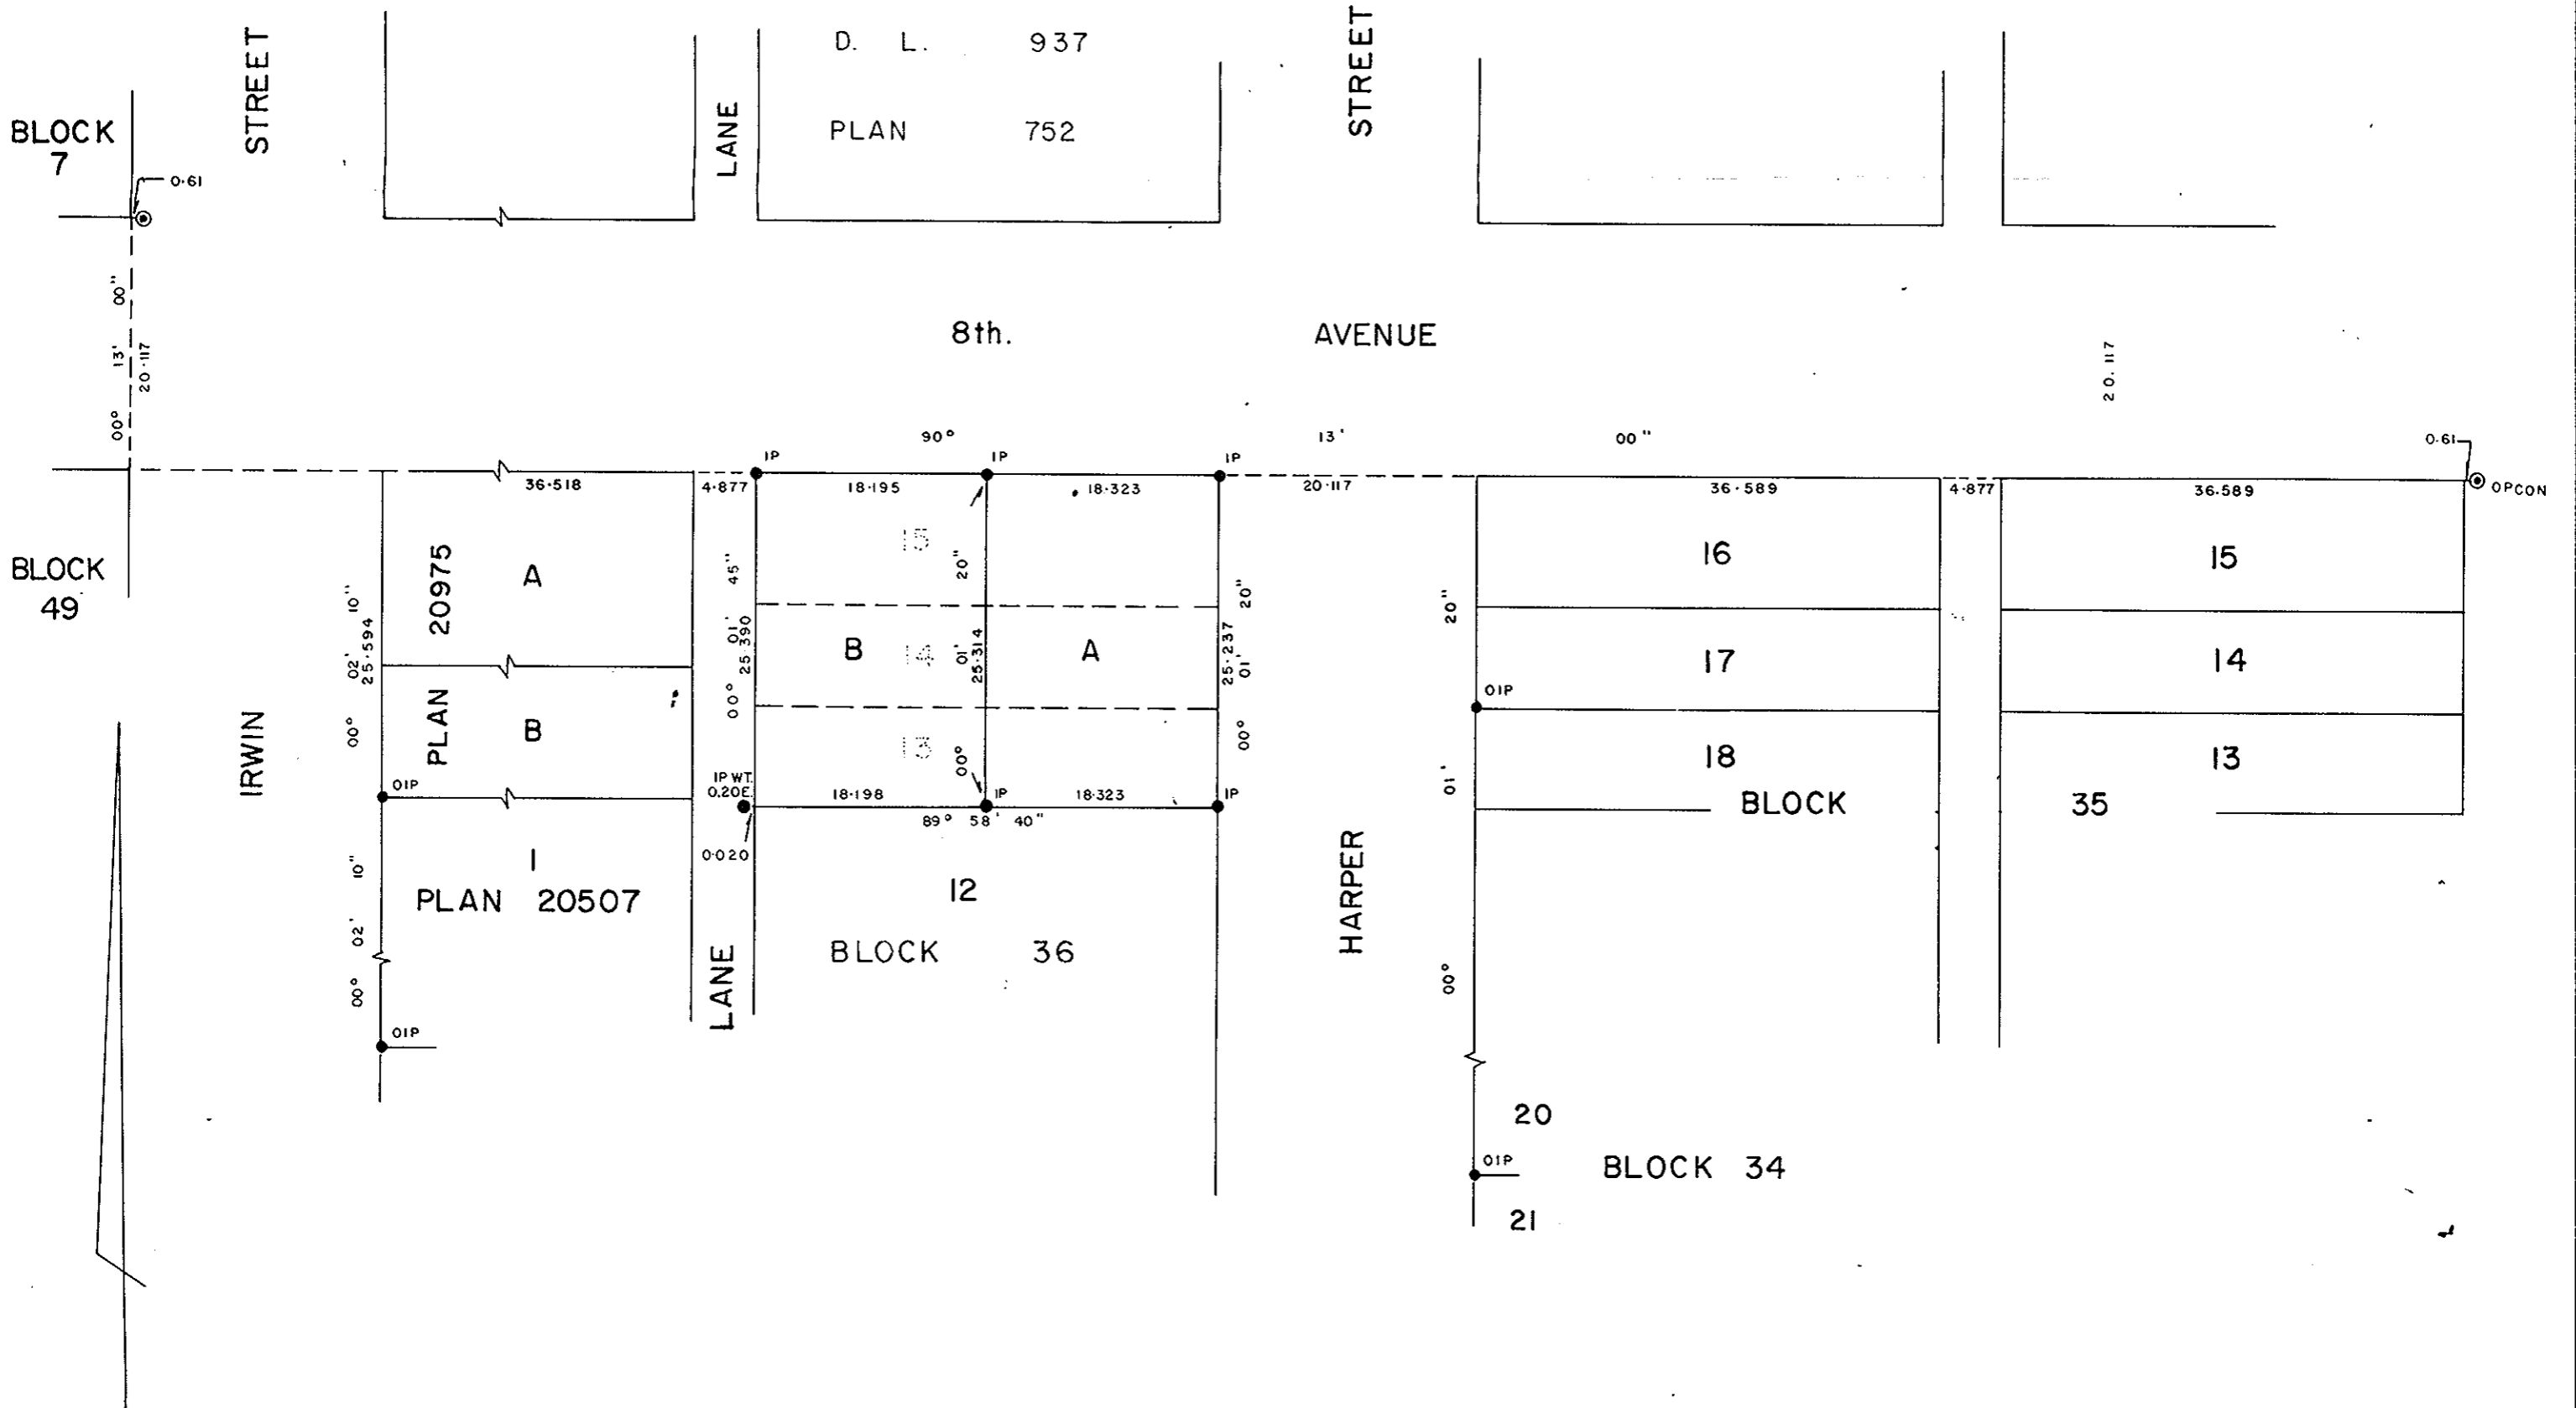 D. L. 937
PLAN 752
STREET
LANE
STREET
BLOCK
7
0.61
00° 13' 00"
20.117
8th. AVENUE
20.117
90° 13' 00"
0.61
OPCON
IP
IP
IP
36.518
4.877
18.195
18.323
20.117
36.589
4.877
36.589
BLOCK
49
PLAN 20975
A
B
00° 02' 10"
25.594
OIP
00° 01' 45"
25.390
15
14
13
B
A
00° 01' 20"
25.314
00° 01' 20"
25.237
16
17
18
15
14
13
OIP
BLOCK 35
IP WT.
0.20E.
18.198
IP
18.323
IP
89° 58' 40"
0.020
IRWIN
1
PLAN 20507
00° 02' 10"
OIP
LANE
12
BLOCK 36
HARPER
00° 01' 20"
20
OIP
BLOCK 34
21